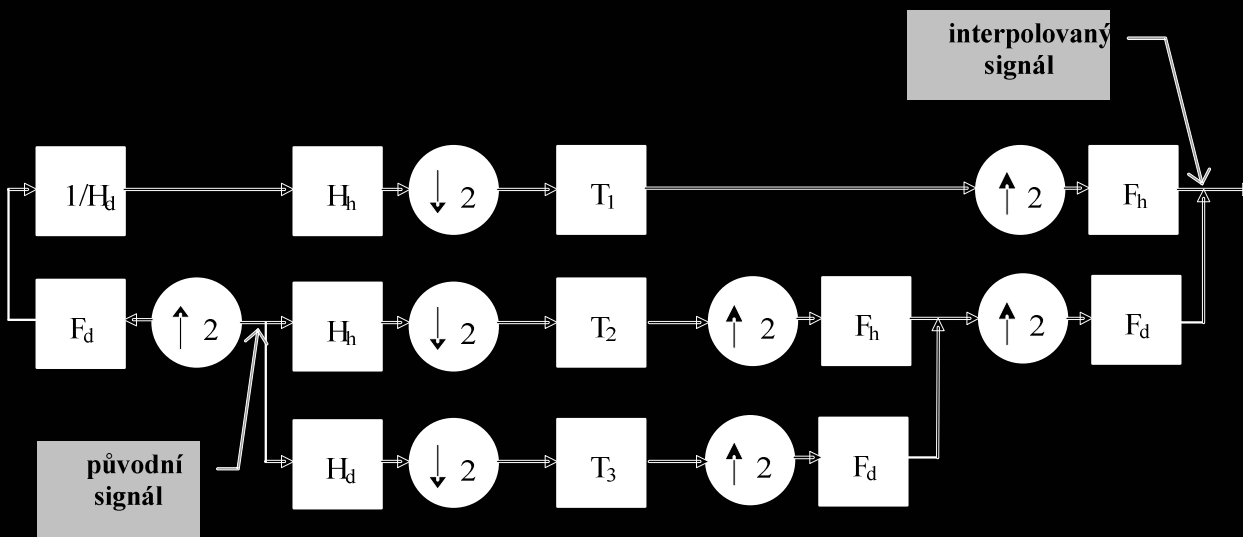 interpolovaný
signál
1/Hd
Hh
↓ 2
T1
↑ 2
Fh
Fd
↑ 2
Hh
↓ 2
T2
↑ 2
Fh
↑ 2
Fd
původní
signál
Hd
↓ 2
T3
↑ 2
Fd